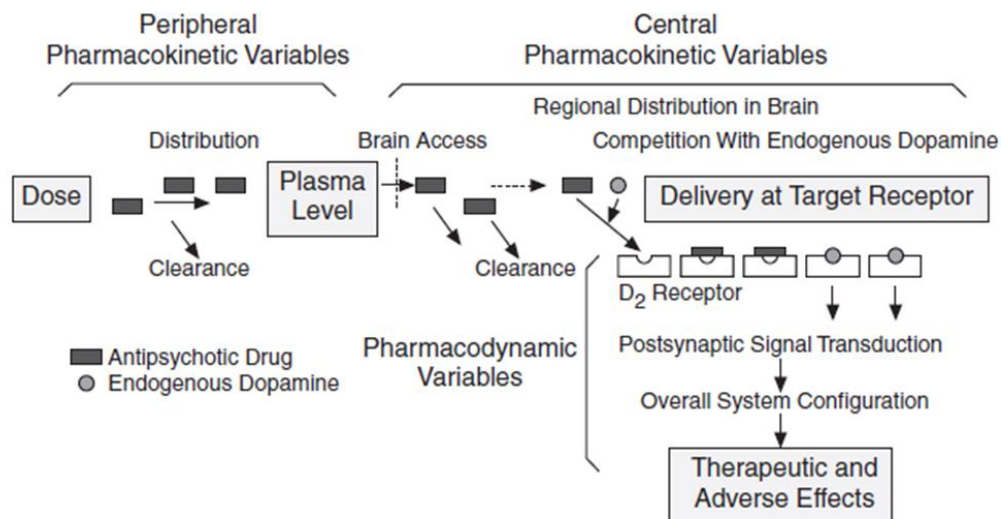 Peripheral
Pharmacokinetic Variables
Central
Pharmacokinetic Variables
Regional Distribution in Brain
Distribution
Brain Access
Competition With Endogenous Dopamine
Dose
Plasma
Level
Delivery at Target Receptor
Clearance
Clearance
D₂ Receptor
Pharmacodynamic
Variables
Postsynaptic Signal Transduction
Antipsychotic Drug
Endogenous Dopamine
Overall System Configuration
Therapeutic and
Adverse Effects